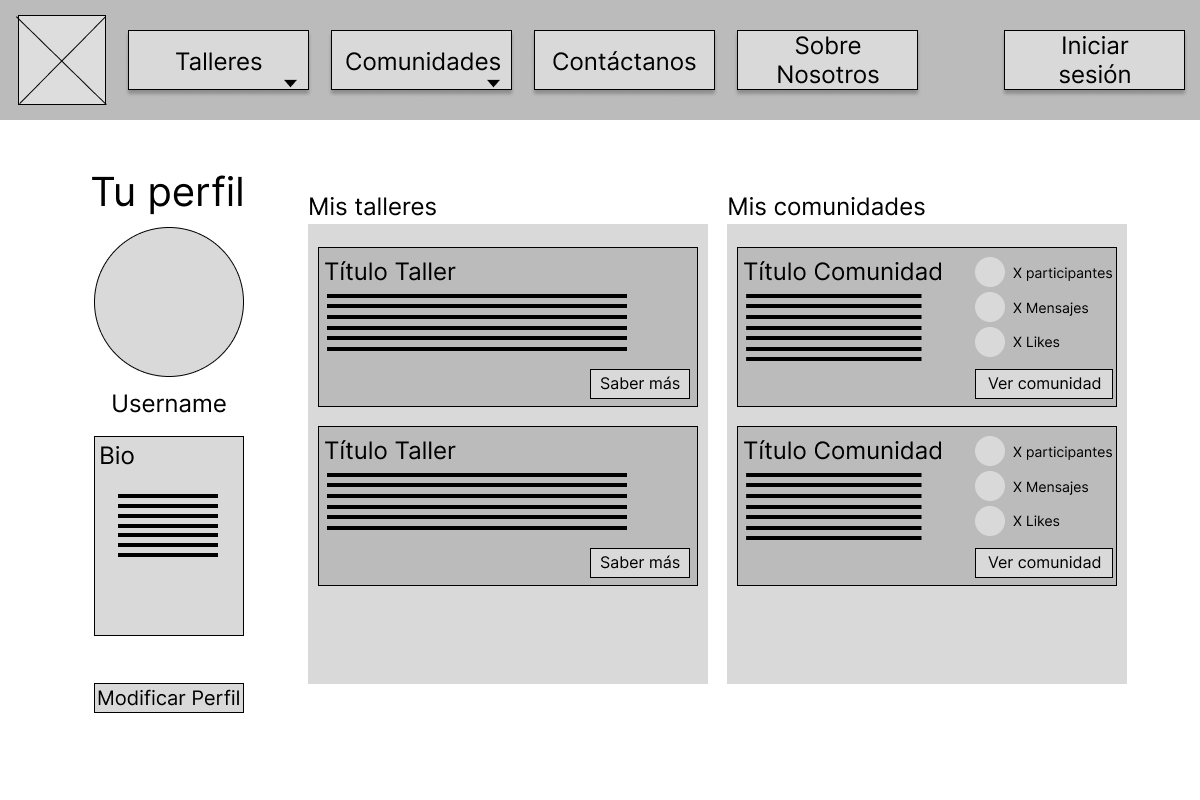 Talleres
Comunidades
Contáctanos
Sobre
Nosotros
Iniciar
sesión
Tu perfil
Username
Bio
Modificar Perfil
Mis talleres
Título Taller
Saber más
Título Taller
Saber más
Mis comunidades
Título Comunidad
X participantes
X Mensajes
X Likes
Ver comunidad
Título Comunidad
X participantes
X Mensajes
X Likes
Ver comunidad